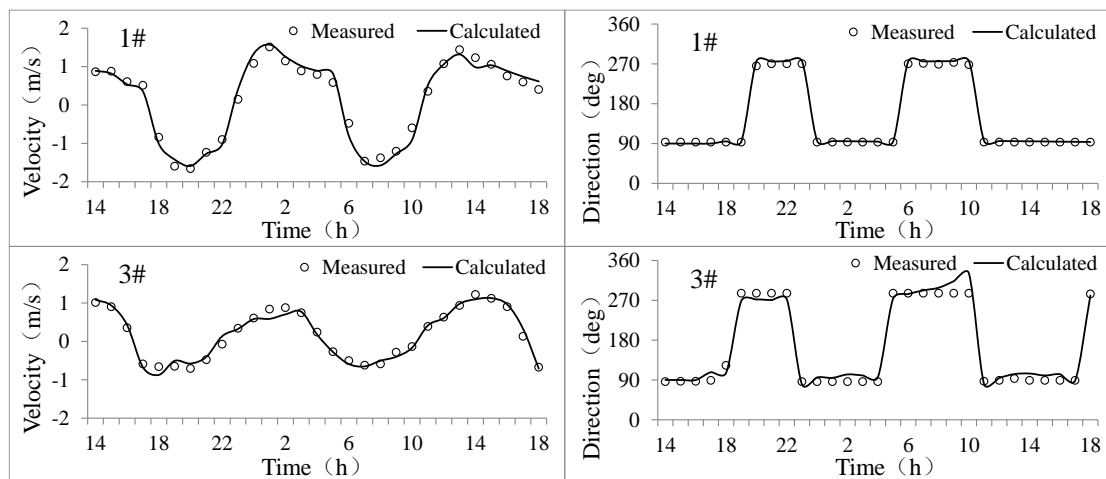 1#
Measured
Calculated
Velocity（m/s）
2
1
0
-1
-2
14 18 22 2 6 10 14 18
Time（h）
1#
Measured
Calculated
Direction（deg）
360
270
180
90
0
14 18 22 2 6 10 14 18
Time（h）
3#
Measured
Calculated
Velocity（m/s）
2
1
0
-1
-2
14 18 22 2 6 10 14 18
Time（h）
3#
Measured
Calculated
Direction（deg）
360
270
180
90
0
14 18 22 2 6 10 14 18
Time（h）